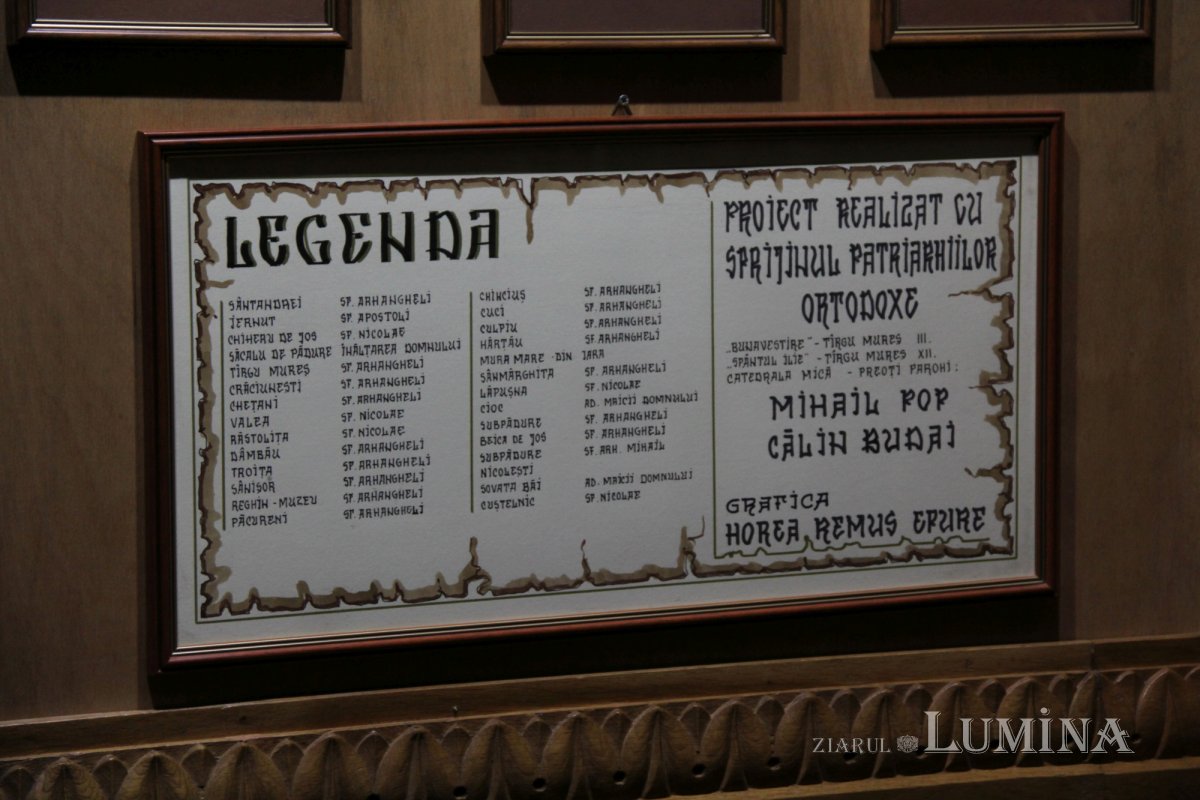 LEGENDA
SÂNTANDREI SF. ARHANGHELI
IERNUT SF. APOSTOLI
CHIHERU DE JOS SF. NICOLAE
SĂCALU DE PĂDURE ÎNĂLȚAREA DOMNULUI
TÎRGU MUREȘ SF. ARHANGHELI
CRĂCIUNEȘTI SF. ARHANGHELI
CHEȚANI SF. ARHANGHELI
VALEA SF. NICOLAE
RĂSTOLIȚA SF. NICOLAE
DÂMBĂU SF. ARHANGHELI
TROIȚA SF. ARHANGHELI
SÂNIȘOR SF. ARHANGHELI
REGHIN - MUZEU SF. ARHANGHELI
PĂCURENI SF. ARHANGHELI
CHINCIUȘ SF. ARHANGHELI
CUCI SF. ARHANGHELI
CULPIU SF. ARHANGHELI
HĂRTĂU SF. ARHANGHELI
MURA MARE - DIN IARA
SÂNMĂRGHITA SF. ARHANGHELI
LĂPUȘNA SF. NICOLAE
CIOC AD. MAICII DOMNULUI
SUBPĂDURE SF. ARHANGHELI
BEICA DE JOS SF. ARHANGHELI
SUBPĂDURE SF. ARH. MIHAIL
NICOLEȘTI
SOVATA BĂI AD. MAICII DOMNULUI
CUȘTELNIC SF. NICOLAE
PROIECT REALIZAT CU
SPRIJINUL PATRIARHIILOR
ORTODOXE
„BUNAVESTIRE" - TÎRGU MUREȘ III.
„SFÂNTUL ILIE" - TÎRGU MUREȘ XII.
CATEDRALA MICĂ - PREOȚI PAROHI:
MIHAIL POP
CĂLIN BUDAI
GRAFICA
HOREA REMUS EPURE
ZIARUL LUMINA